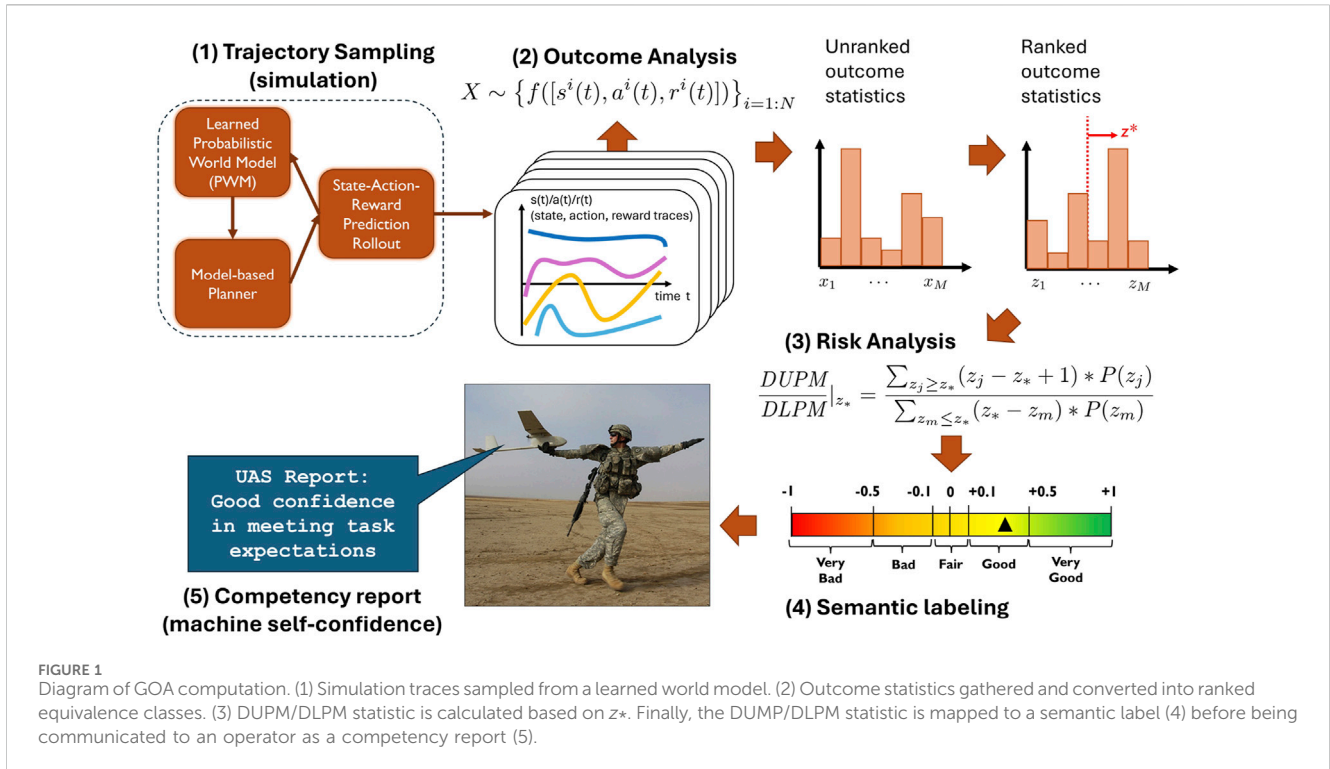 (1) Trajectory Sampling
(simulation)
Learned
Probabilistic
World Model
(PWM)
State-Action-
Reward
Prediction
Rollout
Model-based
Planner
(2) Outcome Analysis
X ∼ {f([sⁱ(t), aⁱ(t), rⁱ(t)])}ᵢ₌₁:N
s(t)/a(t)/r(t)
(state, action, reward traces)
time t
Unranked
outcome
statistics
x₁ ⋯ x_M
Ranked
outcome
statistics
z*
z₁ ⋯ z_M
(3) Risk Analysis
DUPM/DLPM|z* = ∑_{z_j≥z*}(z_j − z* + 1) * P(z_j) / ∑_{z_m≤z*}(z* − z_m) * P(z_m)
-1 -0.5 -0.1 0 +0.1 +0.5 +1
Very
Bad
Bad
Fair
Good
Very
Good
(4) Semantic labeling
UAS Report:
Good confidence
in meeting task
expectations
(5) Competency report
(machine self-confidence)
FIGURE 1
Diagram of GOA computation. (1) Simulation traces sampled from a learned world model. (2) Outcome statistics gathered and converted into ranked
equivalence classes. (3) DUPM/DLPM statistic is calculated based on z*. Finally, the DUMP/DLPM statistic is mapped to a semantic label (4) before being
communicated to an operator as a competency report (5).